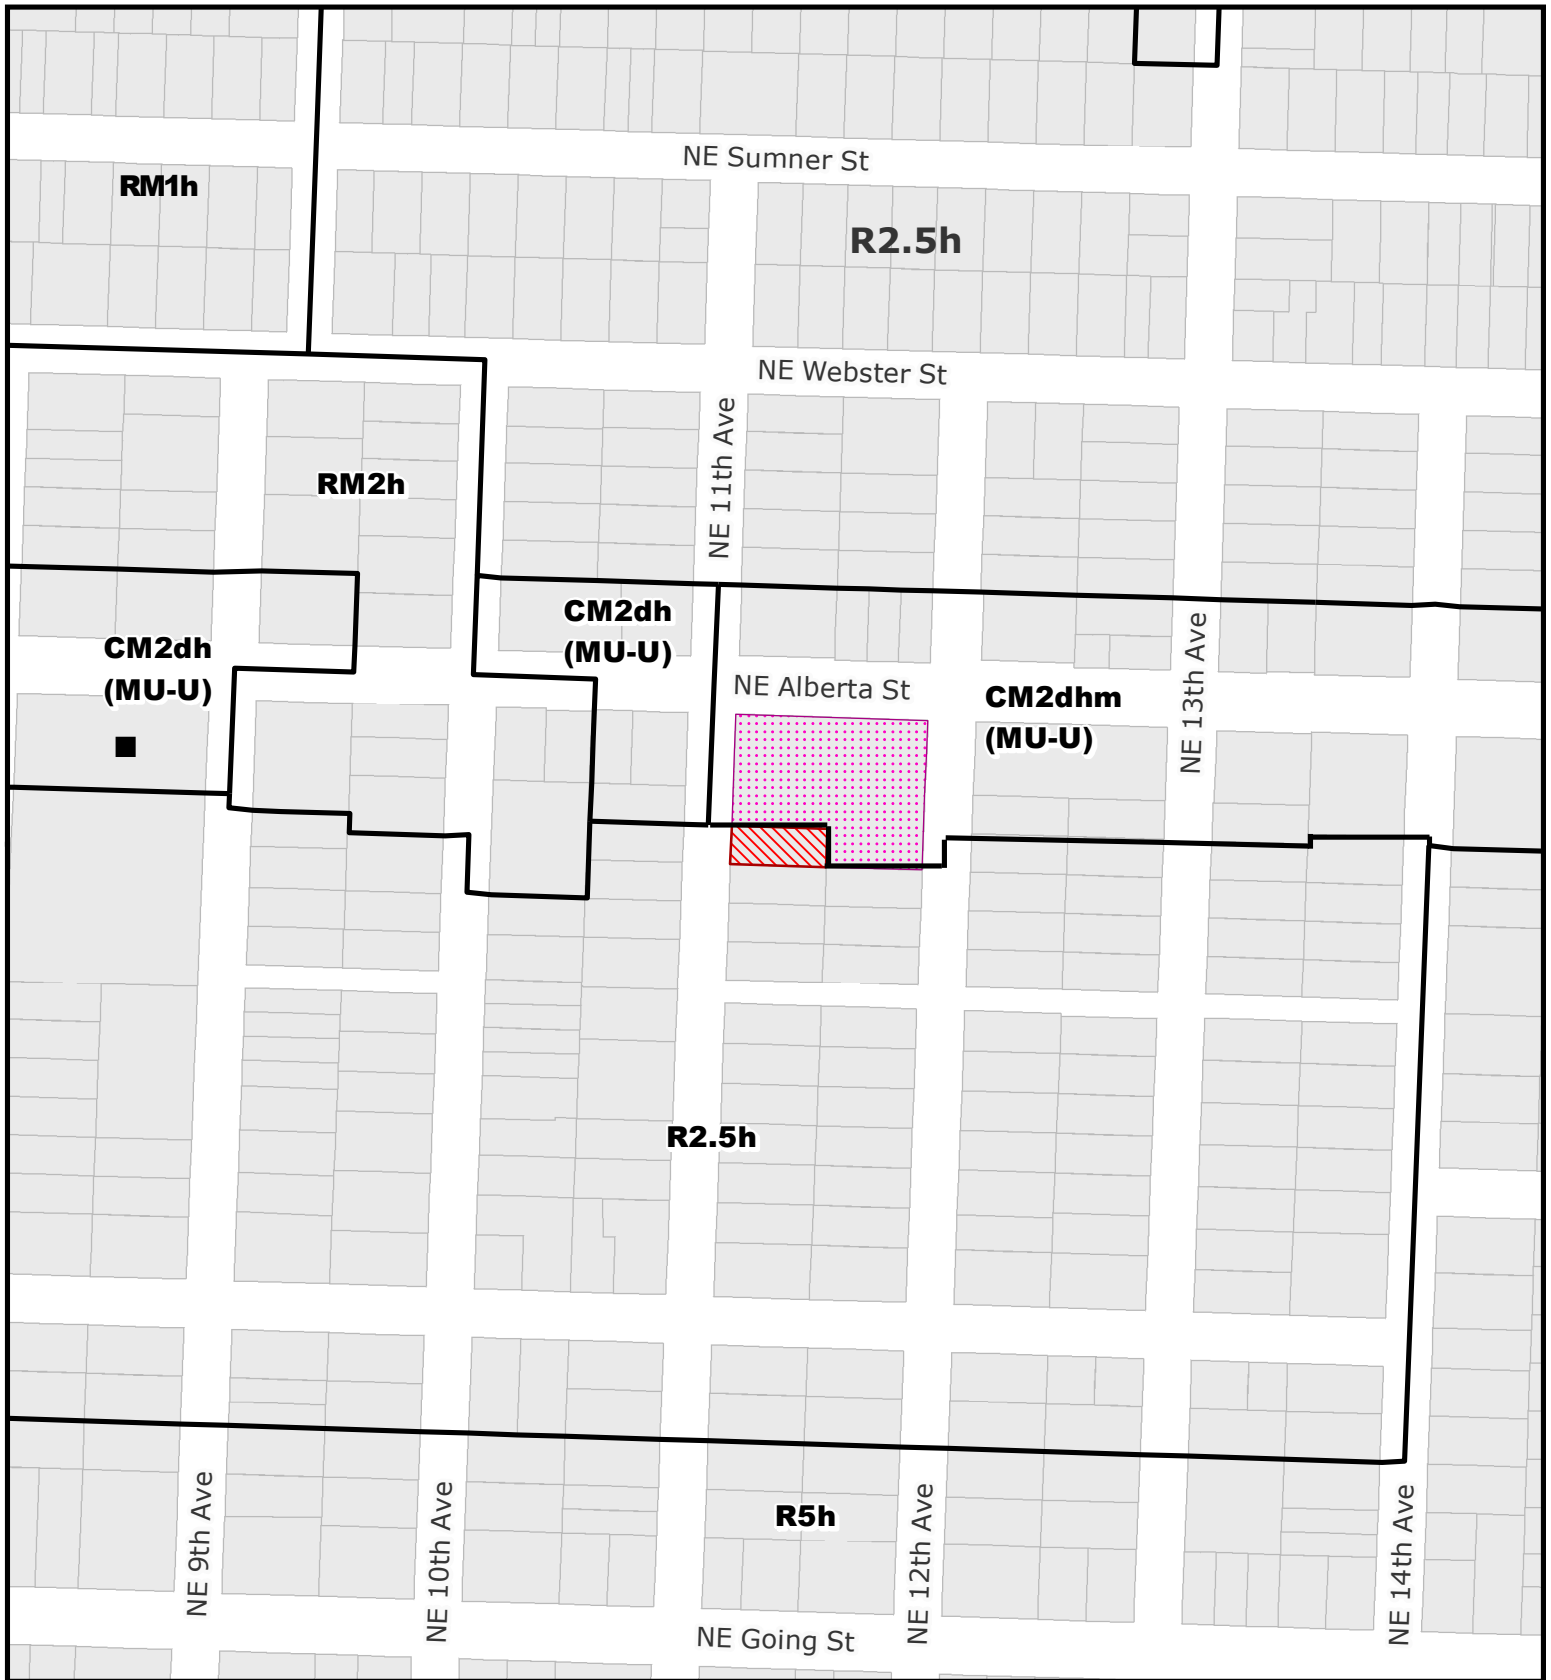 NE Sumner St
RM1h
R2.5h
NE Webster St
NE 11th Ave
RM2h
CM2dh
(MU-U)
CM2dh
(MU-U)
NE 13th Ave
NE Alberta St
CM2dhm
(MU-U)
R2.5h
NE 9th Ave
NE 10th Ave
R5h
NE 12th Ave
NE 14th Ave
NE Going St